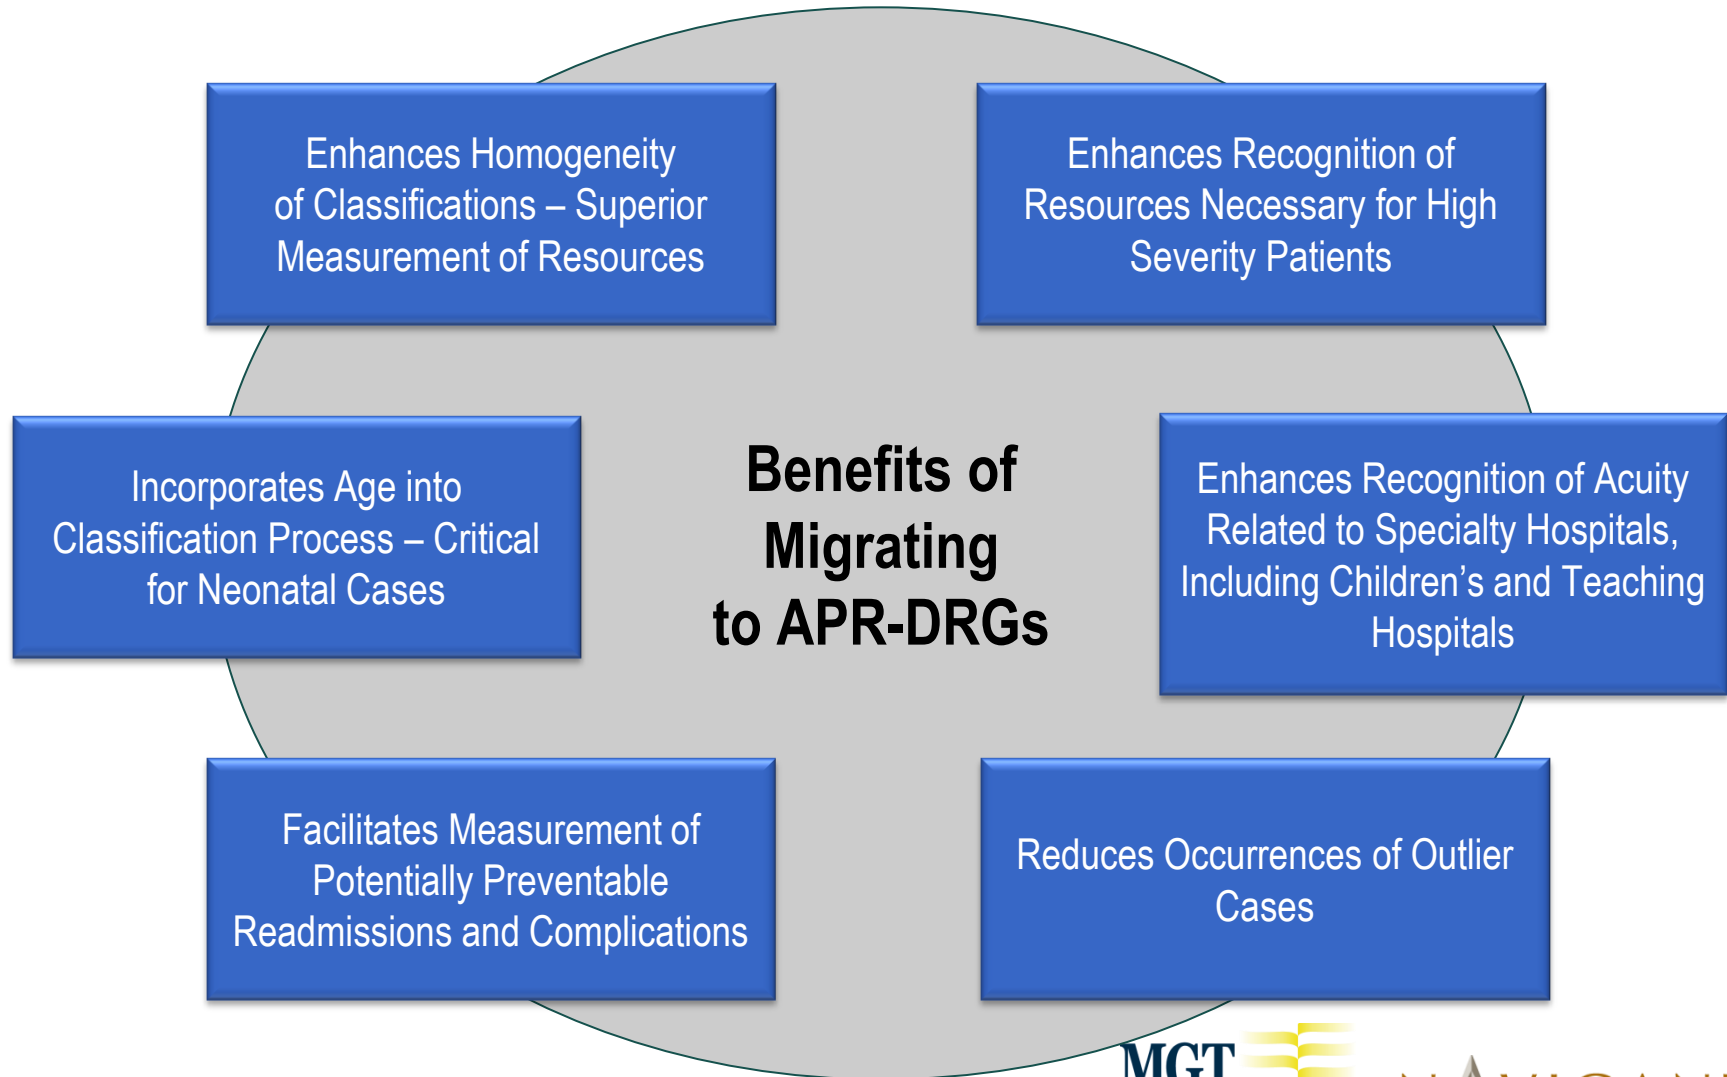 Enhances Homogeneity
of Classifications – Superior
Measurement of Resources
Enhances Recognition of
Resources Necessary for High
Severity Patients
Incorporates Age into
Classification Process – Critical
for Neonatal Cases
Benefits of
Migrating
to APR-DRGs
Enhances Recognition of Acuity
Related to Specialty Hospitals,
Including Children’s and Teaching
Hospitals
Facilitates Measurement of
Potentially Preventable
Readmissions and Complications
Reduces Occurrences of Outlier
Cases
MGT